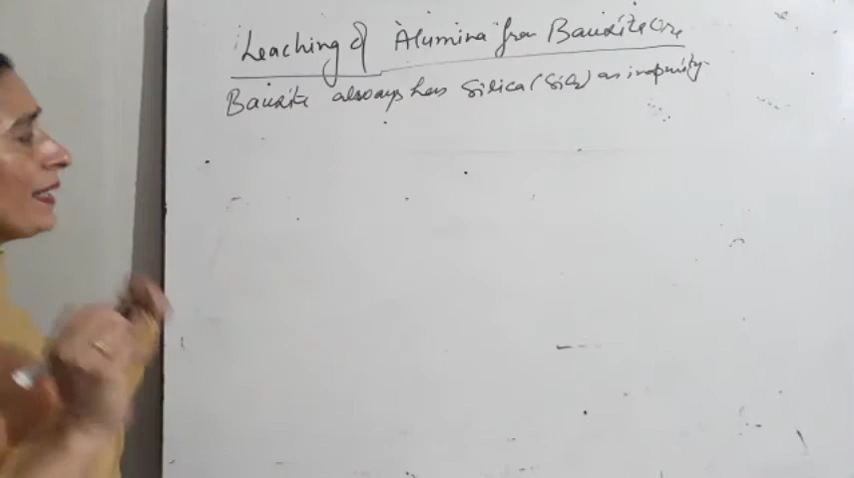 Leaching of Alumina from Bauxite Ore
Bauxite always has Silica (SiO2) as impurity.